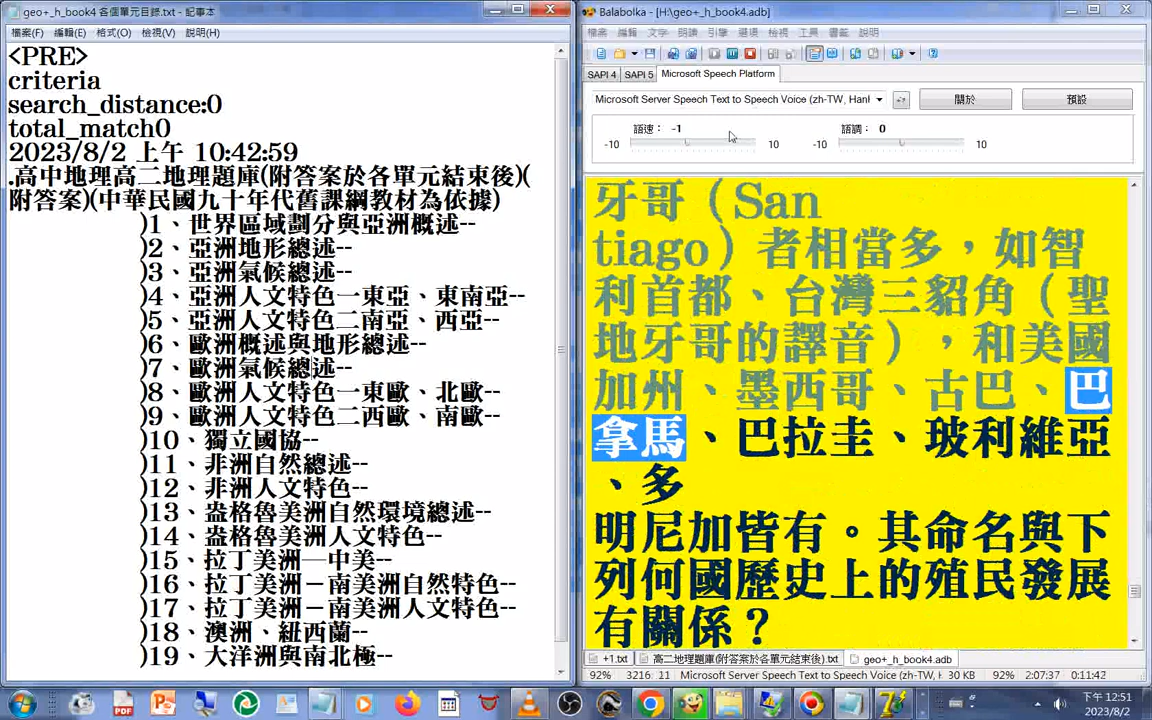 geo+_h_book4 各個單元目錄.txt - 記事本
檔案(F) 編輯(E) 格式(O) 檢視(V) 說明(H)
<PRE>
criteria
search_distance:0
total_match0
2023/8/2 上午 10:42:59
.高中地理高二地理題庫(附答案於各單元結束後)(
附答案)(中華民國九十年代舊課綱教材為依據)
)1、世界區域劃分與亞洲概述--
)2、亞洲地形總述--
)3、亞洲氣候總述--
)4、亞洲人文特色一東亞、東南亞--
)5、亞洲人文特色二南亞、西亞--
)6、歐洲概述與地形總述--
)7、歐洲氣候總述--
)8、歐洲人文特色一東歐、北歐--
)9、歐洲人文特色二西歐、南歐--
)10、獨立國協--
)11、非洲自然總述--
)12、非洲人文特色--
)13、盎格魯美洲自然環境總述--
)14、盎格魯美洲人文特色--
)15、拉丁美洲─中美--
)16、拉丁美洲－南美洲自然特色--
)17、拉丁美洲－南美洲人文特色--
)18、澳洲、紐西蘭--
)19、大洋洲與南北極--
Balabolka - [H:\geo+_h_book4.adb]
檔案 編輯 文字 朗讀 引擎 選項 檢視 工具 書籤 說明
SAPI 4 SAPI 5 Microsoft Speech Platform
Microsoft Server Speech Text to Speech Voice (zh-TW, Hanl
關於 預設
語速： -1 語調： 0
-10 10 -10 10
牙哥（San
tiago）者相當多，如智
利首都、台灣三貂角（聖
地牙哥的譯音），和美國
加州、墨西哥、古巴、巴
拿馬、巴拉圭、玻利維亞
、多
明尼加皆有。其命名與下
列何國歷史上的殖民發展
有關係？
+1.txt 高二地理題庫(附答案於各單元結束後).txt geo+_h_book4.adb
92% 3216: 11 Microsoft Server Speech Text to Speech Voice (zh-TW, H 30 KB 92% 2:07:37 0:11:42
下午 12:51
2023/8/2